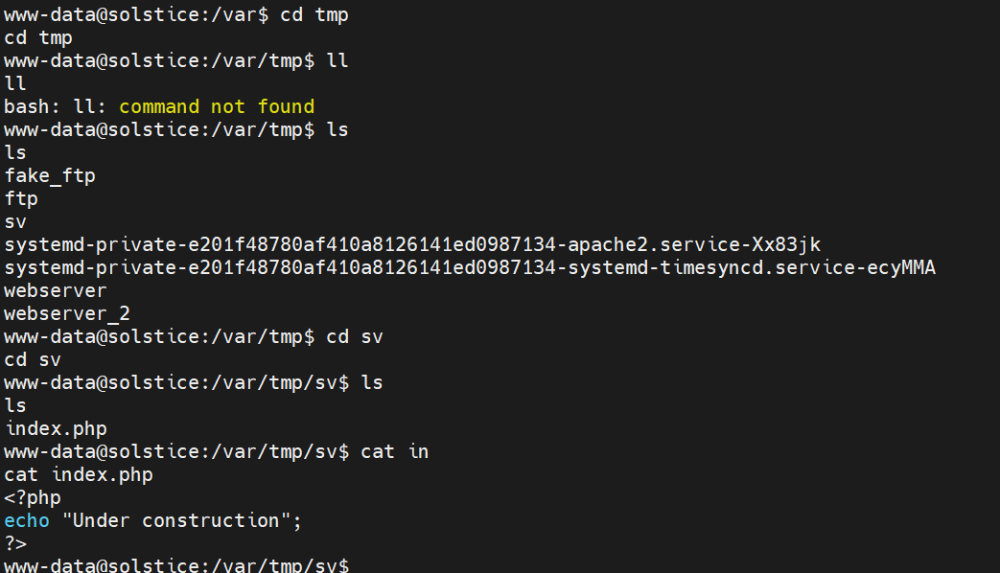 www-data@solstice:/var$ cd tmp
cd tmp
www-data@solstice:/var/tmp$ ll
ll
bash: ll: command not found
www-data@solstice:/var/tmp$ ls
ls
fake_ftp
ftp
sv
systemd-private-e201f48780af410a8126141ed0987134-apache2.service-Xx83jk
systemd-private-e201f48780af410a8126141ed0987134-systemd-timesyncd.service-ecyMMA
webserver
webserver_2
www-data@solstice:/var/tmp$ cd sv
cd sv
www-data@solstice:/var/tmp/sv$ ls
ls
index.php
www-data@solstice:/var/tmp/sv$ cat in
cat index.php
<?php
echo "Under construction";
?>
www-data@solstice:/var/tmp/sv$